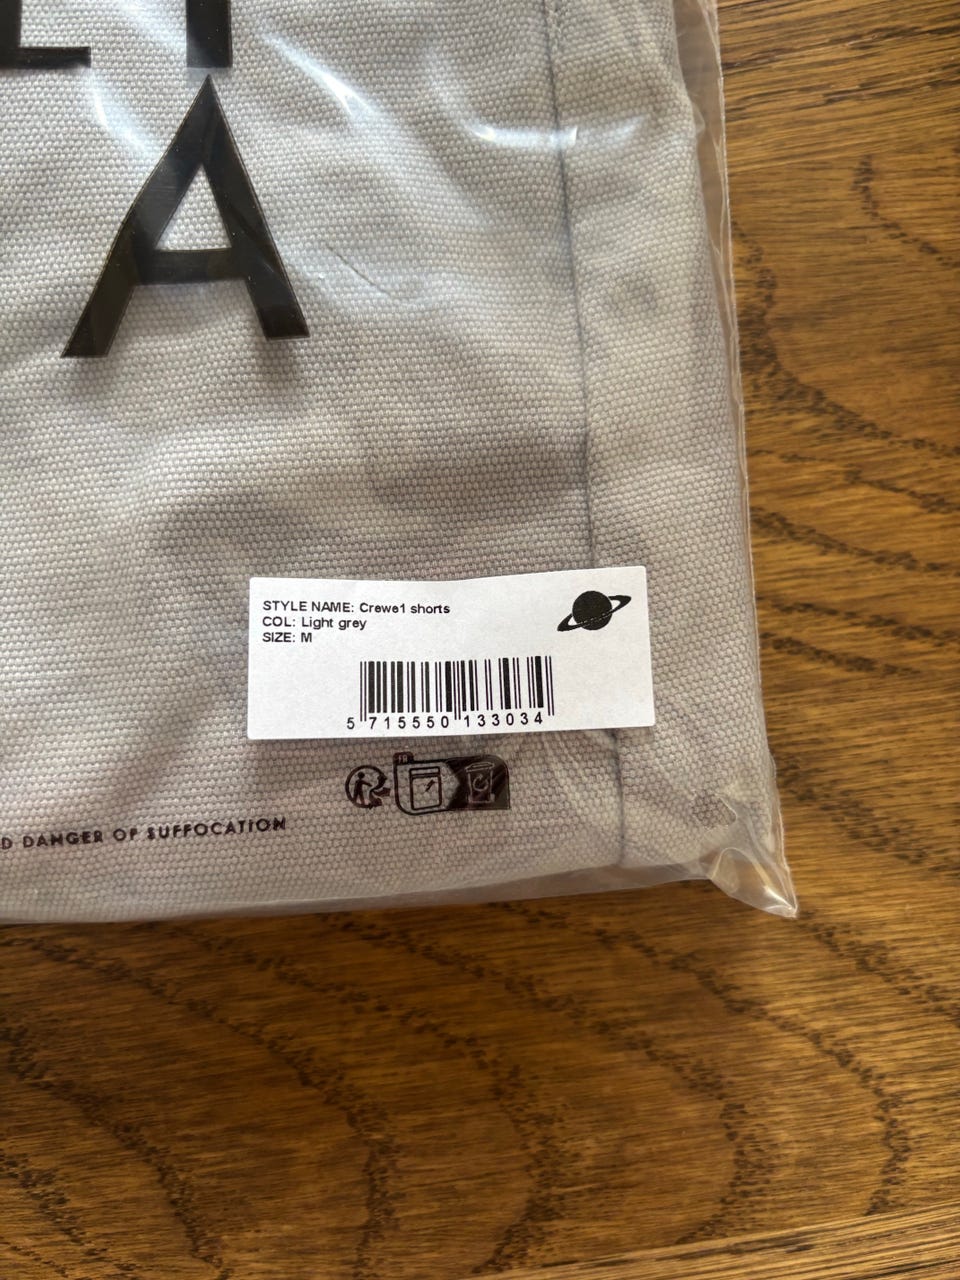 A
STYLE NAME: Crewe1 shorts
COL: Light grey
SIZE: M
5 715550 133034
DANGER OF SUFFOCATION